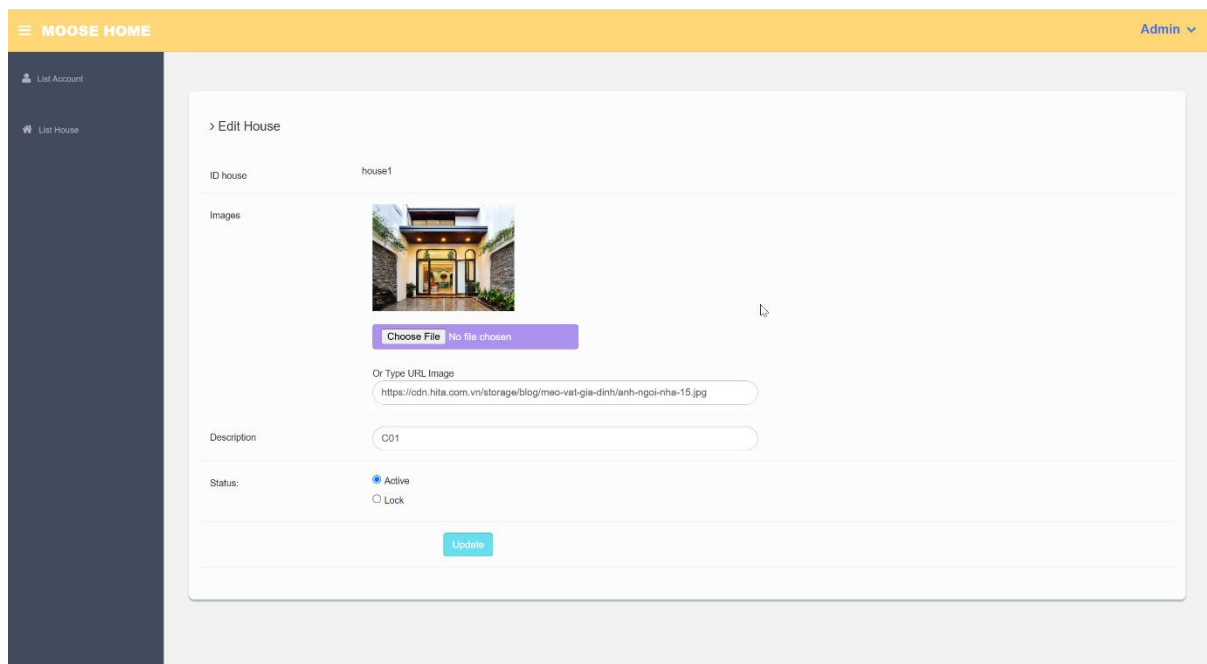 MOOSE HOME
Admin
List Account
List House
> Edit House
ID house
house1
Images
Choose File No file chosen
Or Type URL Image
https://cdn.hita.com.vn/storage/blog/meo-vat-gia-dinh/anh-ngoi-nha-15.jpg
Description
C01
Status:
Active
Lock
Update